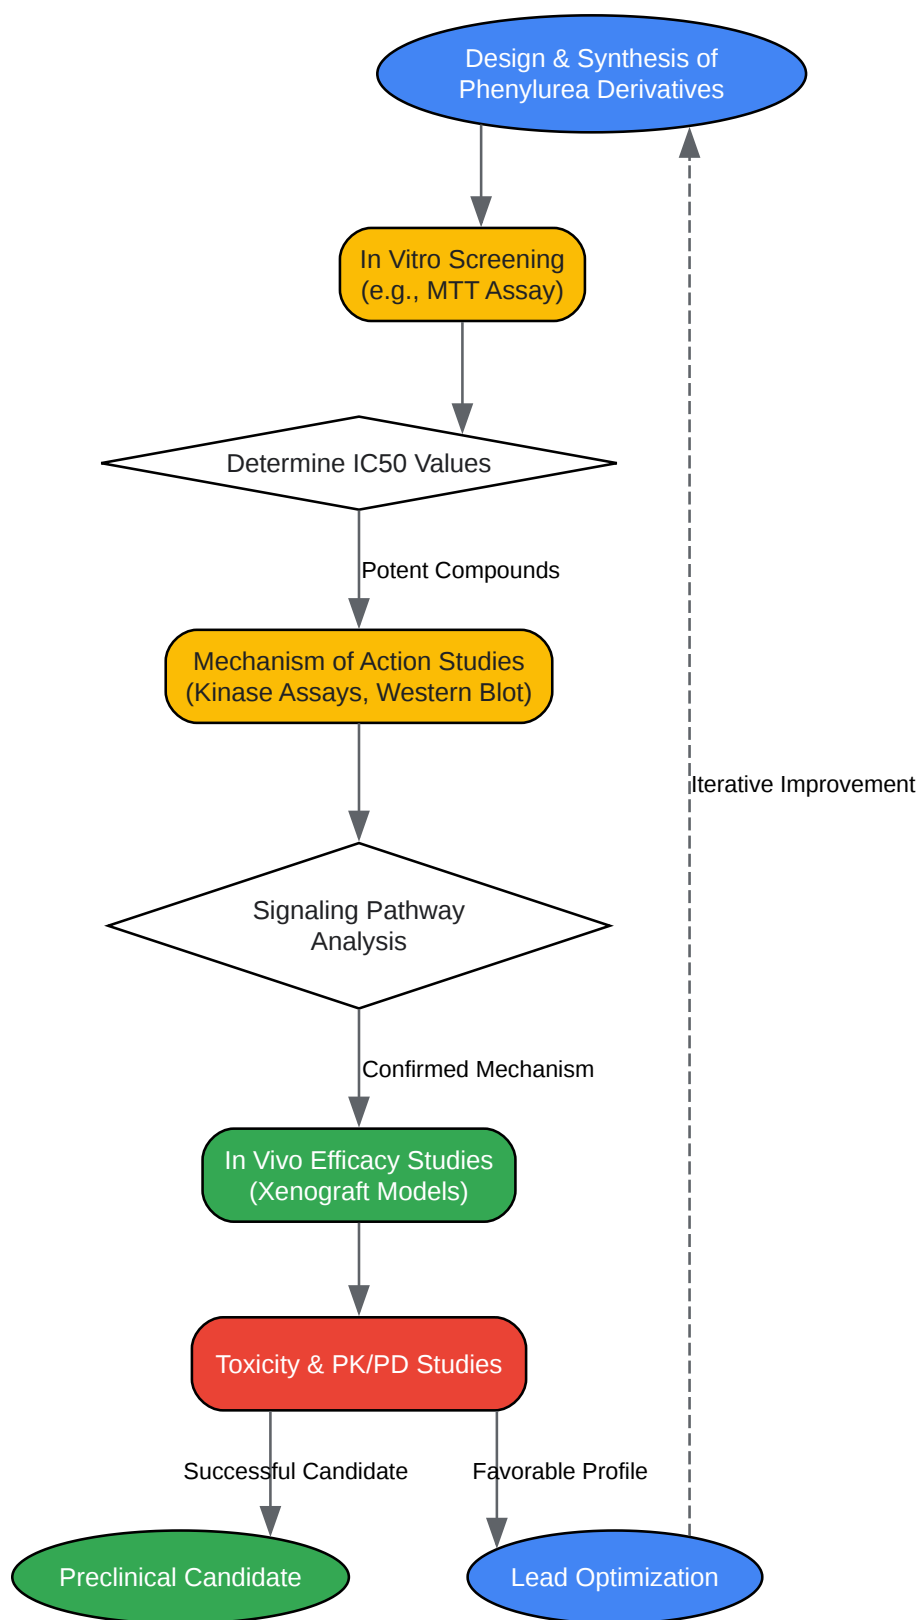 Design & Synthesis of
Phenylurea Derivatives
In Vitro Screening
(e.g., MTT Assay)
Determine IC50 Values
Potent Compounds
Mechanism of Action Studies
(Kinase Assays, Western Blot)
Iterative Improvement
Signaling Pathway
Analysis
Confirmed Mechanism
In Vivo Efficacy Studies
(Xenograft Models)
Toxicity & PK/PD Studies
Successful Candidate
Favorable Profile
Preclinical Candidate
Lead Optimization